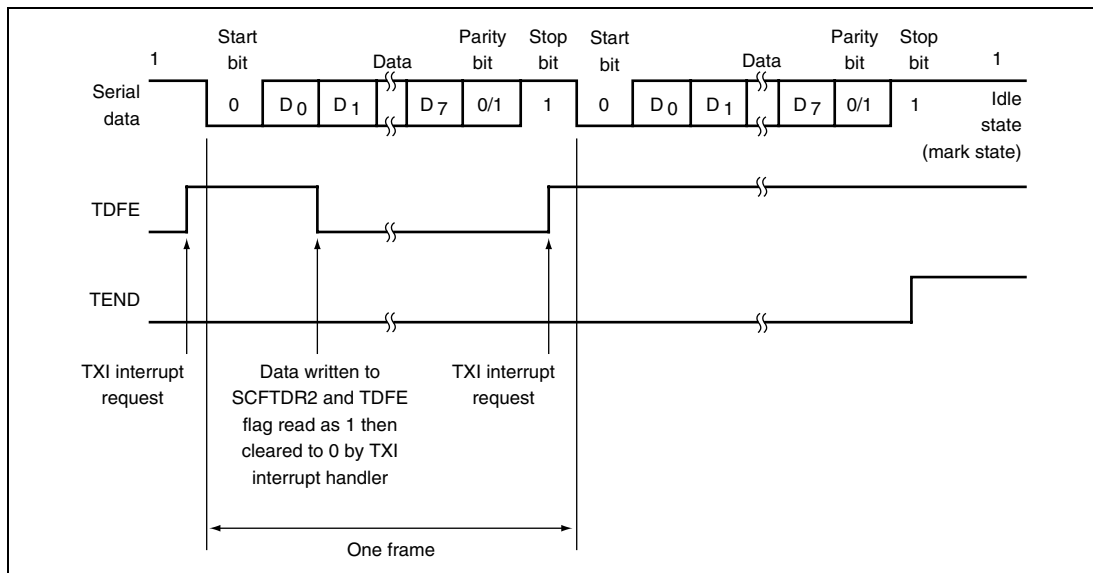 1 Start bit Data Parity bit Stop bit Start bit Data Parity bit Stop bit 1
Serial data 0 D0 D1 D7 0/1 1 0 D0 D1 D7 0/1 1 Idle state (mark state)
TDFE
TEND
TXI interrupt
request
Data written to
SCFTDR2 and TDFE
flag read as 1 then
cleared to 0 by TXI
interrupt handler
TXI interrupt
request
One frame